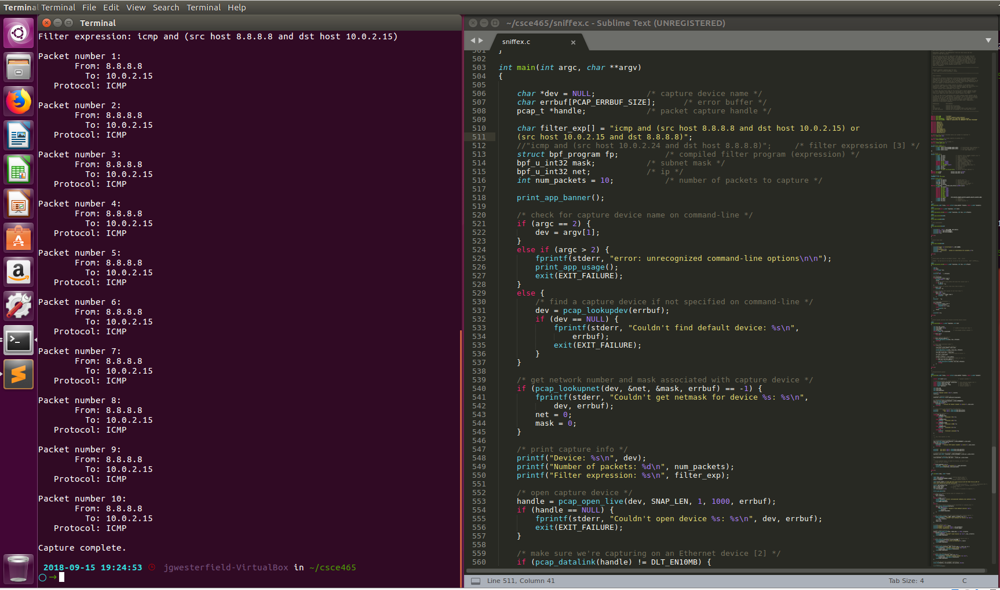 Terminal Terminal File Edit View Search Terminal Help
Terminal
Filter expression: icmp and (src host 8.8.8.8 and dst host 10.0.2.15)
Packet number 1:
From: 8.8.8.8
To: 10.0.2.15
Protocol: ICMP
Packet number 2:
From: 8.8.8.8
To: 10.0.2.15
Protocol: ICMP
Packet number 3:
From: 8.8.8.8
To: 10.0.2.15
Protocol: ICMP
Packet number 4:
From: 8.8.8.8
To: 10.0.2.15
Protocol: ICMP
Packet number 5:
From: 8.8.8.8
To: 10.0.2.15
Protocol: ICMP
Packet number 6:
From: 8.8.8.8
To: 10.0.2.15
Protocol: ICMP
Packet number 7:
From: 8.8.8.8
To: 10.0.2.15
Protocol: ICMP
Packet number 8:
From: 8.8.8.8
To: 10.0.2.15
Protocol: ICMP
Packet number 9:
From: 8.8.8.8
To: 10.0.2.15
Protocol: ICMP
Packet number 10:
From: 8.8.8.8
To: 10.0.2.15
Protocol: ICMP
Capture complete.
2018-09-15 19:24:53 jgwesterfield-VirtualBox in ~/csce465
~/csce465/sniffex.c - Sublime Text (UNREGISTERED)
sniffex.c
501 }
502
503 int main(int argc, char **argv)
504 {
505
506 char *dev = NULL; /* capture device name */
507 char errbuf[PCAP_ERRBUF_SIZE]; /* error buffer */
508 pcap_t *handle; /* packet capture handle */
509
510 char filter_exp[] = "icmp and (src host 8.8.8.8 and dst host 10.0.2.15) or
511 (src host 10.0.2.15 and dst 8.8.8.8)";
512 //"icmp and (src host 10.0.2.24 and dst host 8.8.8.8)"; /* filter expression [3] */
513 struct bpf_program fp; /* compiled filter program (expression) */
514 bpf_u_int32 mask; /* subnet mask */
515 bpf_u_int32 net; /* ip */
516 int num_packets = 10; /* number of packets to capture */
517
518 print_app_banner();
519
520 /* check for capture device name on command-line */
521 if (argc == 2) {
522 dev = argv[1];
523 }
524 else if (argc > 2) {
525 fprintf(stderr, "error: unrecognized command-line options\n\n");
526 print_app_usage();
527 exit(EXIT_FAILURE);
528 }
529 else {
530 /* find a capture device if not specified on command-line */
531 dev = pcap_lookupdev(errbuf);
532 if (dev == NULL) {
533 fprintf(stderr, "Couldn't find default device: %s\n",
534 errbuf);
535 exit(EXIT_FAILURE);
536 }
537 }
538
539 /* get network number and mask associated with capture device */
540 if (pcap_lookupnet(dev, &net, &mask, errbuf) == -1) {
541 fprintf(stderr, "Couldn't get netmask for device %s: %s\n",
542 dev, errbuf);
543 net = 0;
544 mask = 0;
545 }
546
547 /* print capture info */
548 printf("Device: %s\n", dev);
549 printf("Number of packets: %d\n", num_packets);
550 printf("Filter expression: %s\n", filter_exp);
551
552 /* open capture device */
553 handle = pcap_open_live(dev, SNAP_LEN, 1, 1000, errbuf);
554 if (handle == NULL) {
555 fprintf(stderr, "Couldn't open device %s: %s\n", dev, errbuf);
556 exit(EXIT_FAILURE);
557 }
558
559 /* make sure we're capturing on an Ethernet device [2] */
560 if (pcap_datalink(handle) != DLT_EN10MB) {
Line 511, Column 41 Tab Size: 4 C